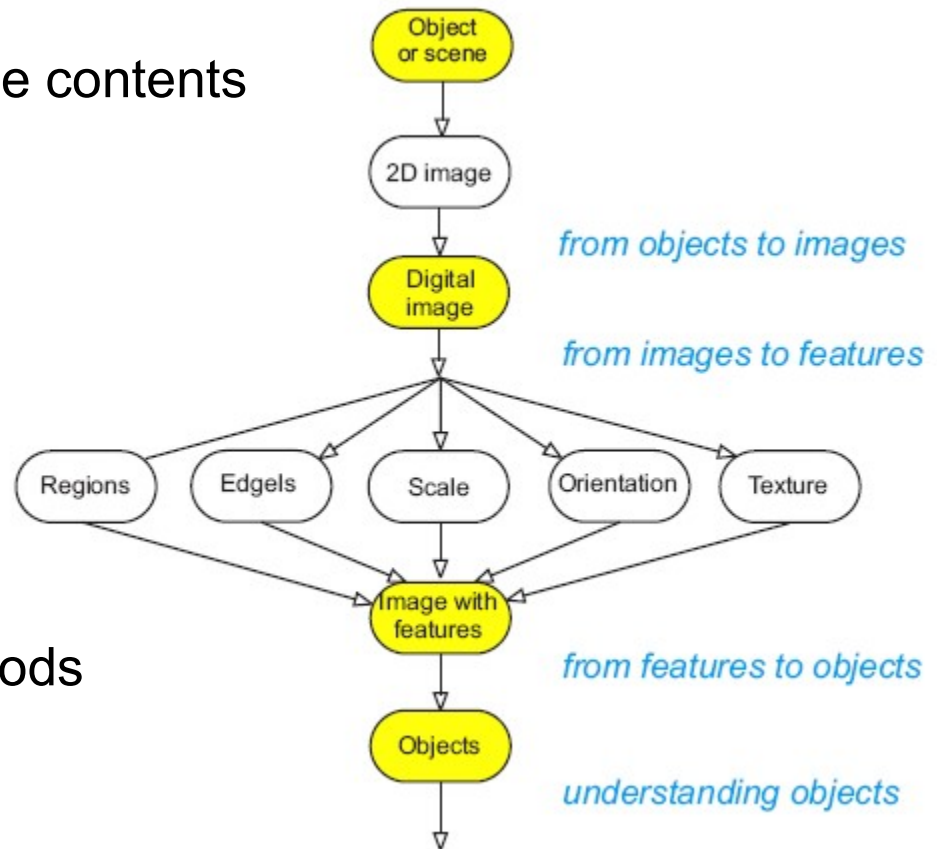 Object
or scene
e contents
2D image
from objects to images
Digital
image
from images to features
Regions
Edgels
Scale
Orientation
Texture
Image with
features
ods
from features to objects
Objects
understanding objects